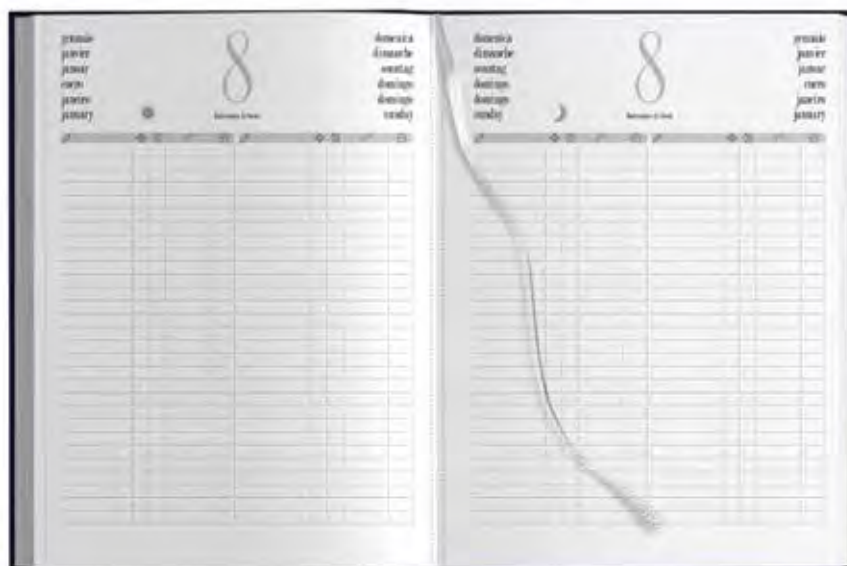 gennaio
janvier
januar
enero
janeiro
january
8
domenica
dimanche
sonntag
domingo
domingo
sunday
domenica
dimanche
sonntag
domingo
domingo
sunday
8
gennaio
janvier
januar
enero
janeiro
january